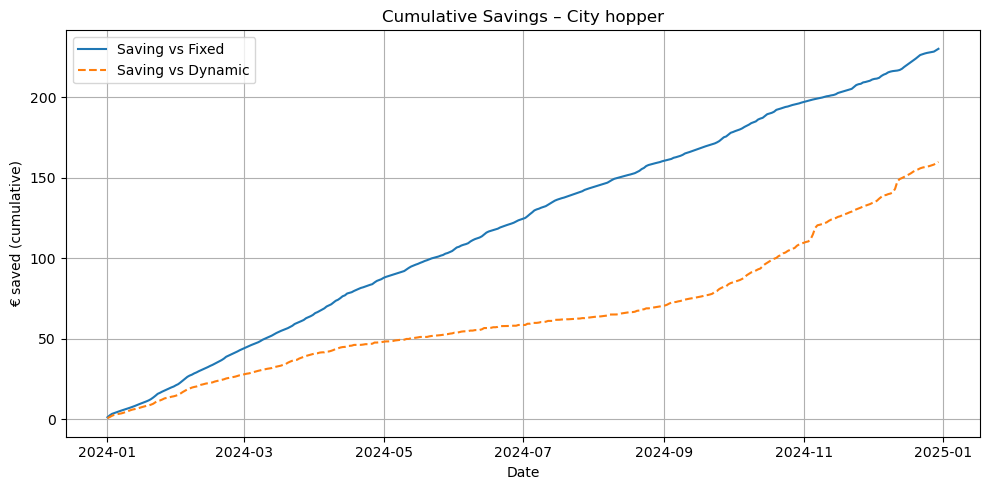 Cumulative Savings – City hopper
Saving vs Fixed
Saving vs Dynamic
€ saved (cumulative)
200
150
100
50
0
2024-01
2024-03
2024-05
2024-07
2024-09
2024-11
2025-01
Date